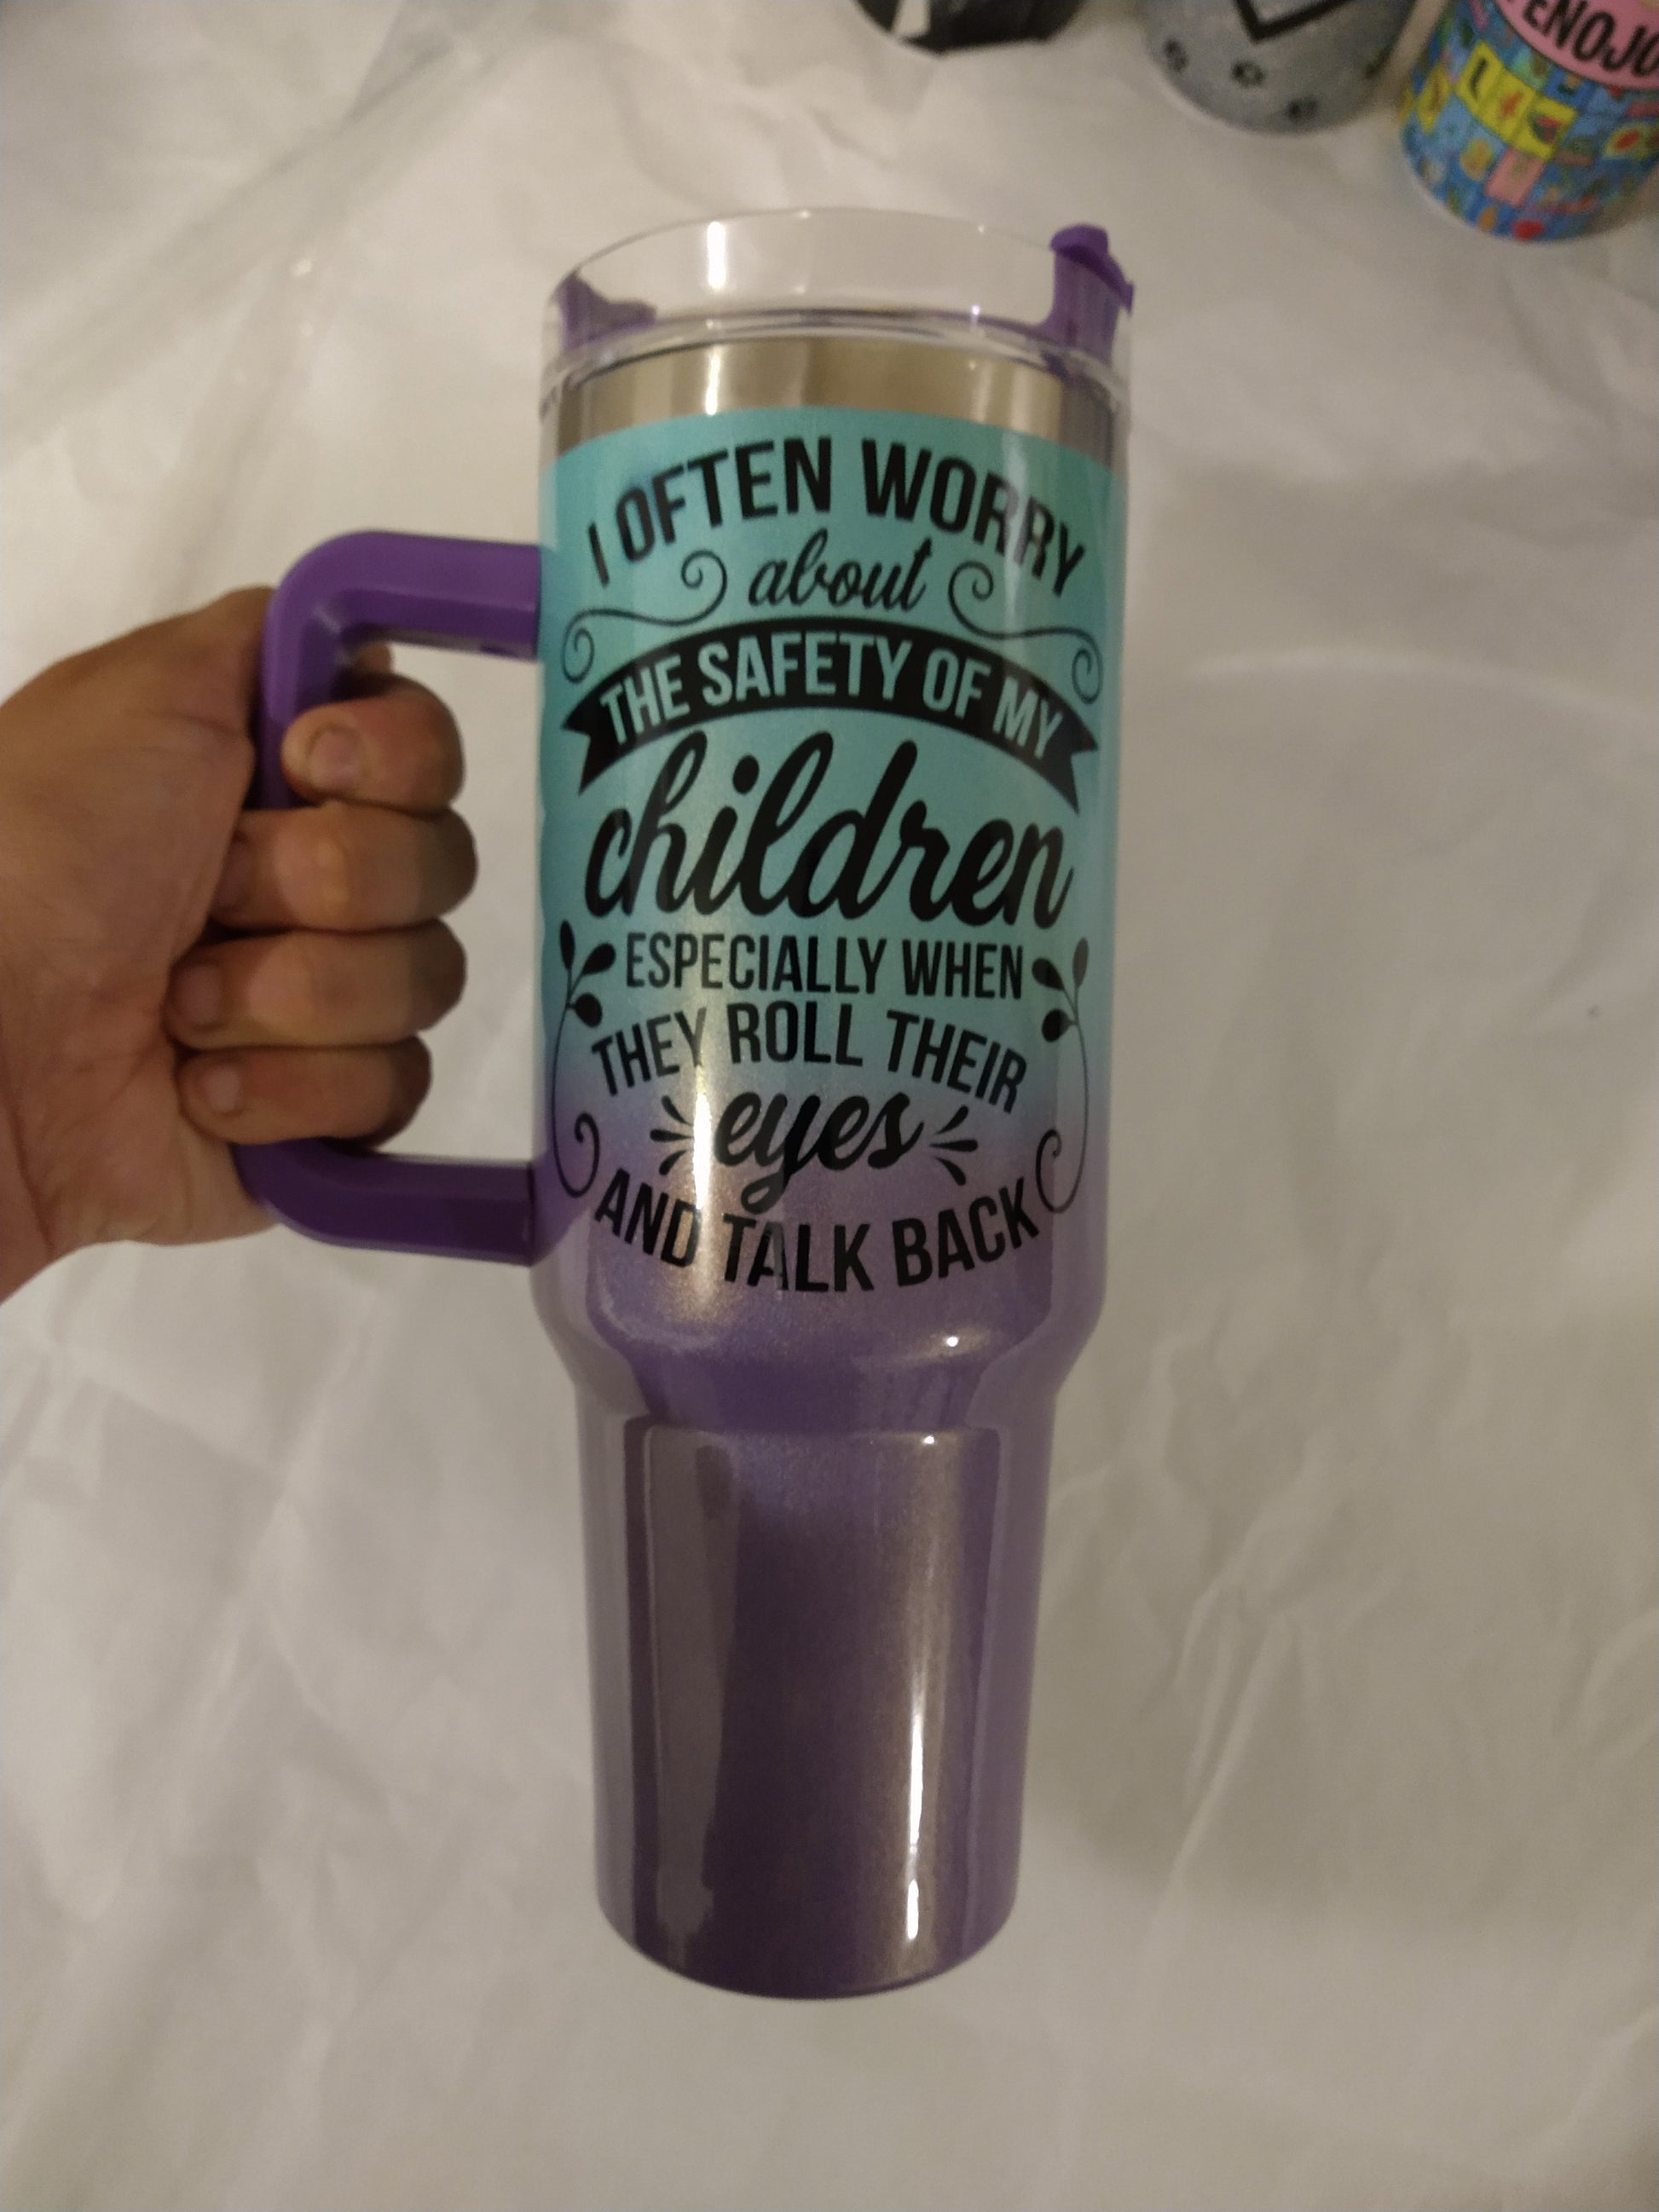 I OFTEN WORRY
about
THE SAFETY OF MY
children
ESPECIALLY WHEN
THEY ROLL THEIR
eyes
AND TALK BACK